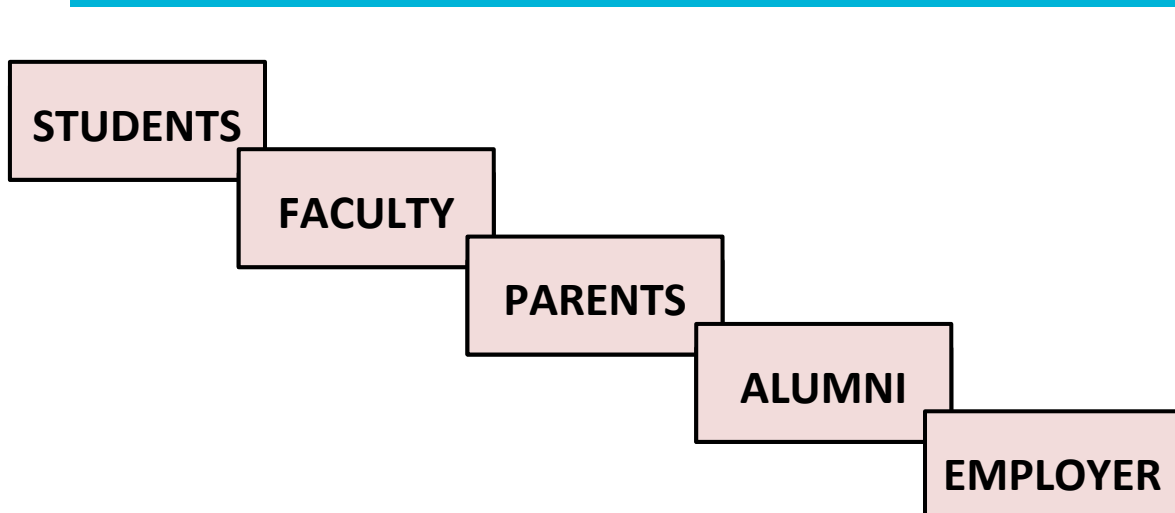 STUDENTS
FACULTY
PARENTS
ALUMNI
EMPLOYER